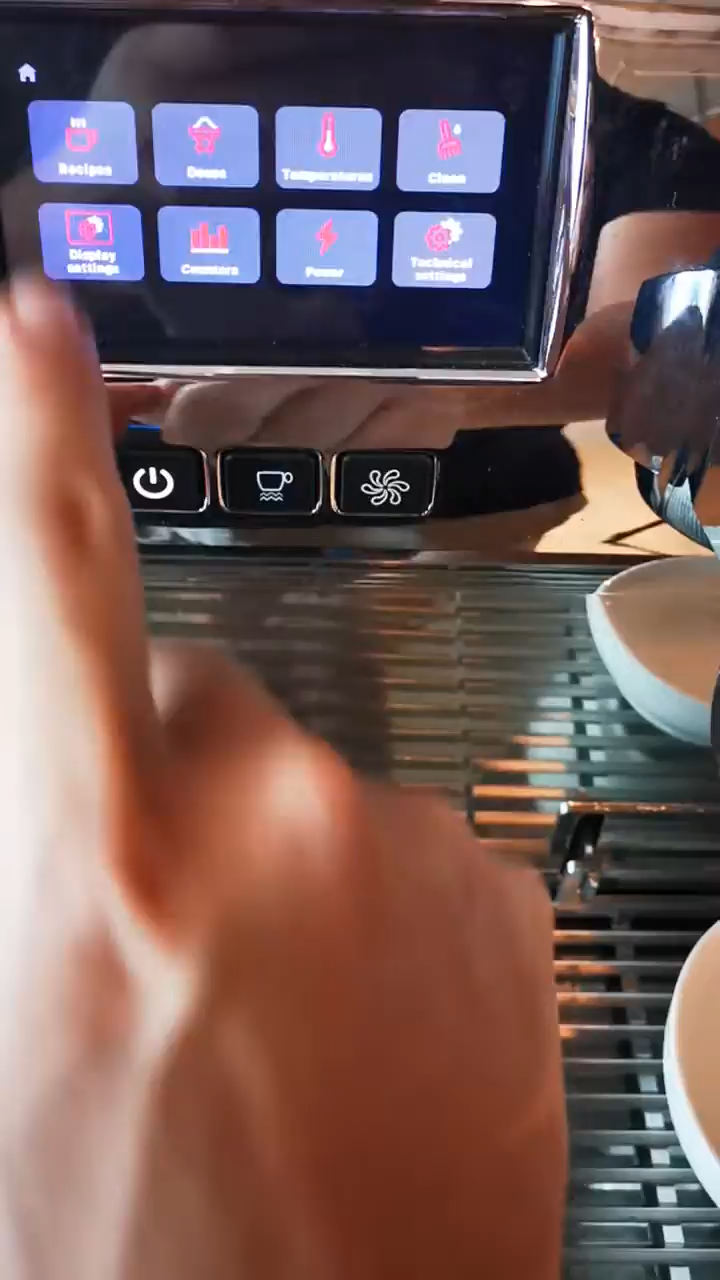 Recipes
Doses
Temperatures
Clean
Display
settings
Counters
Power
Technical
settings